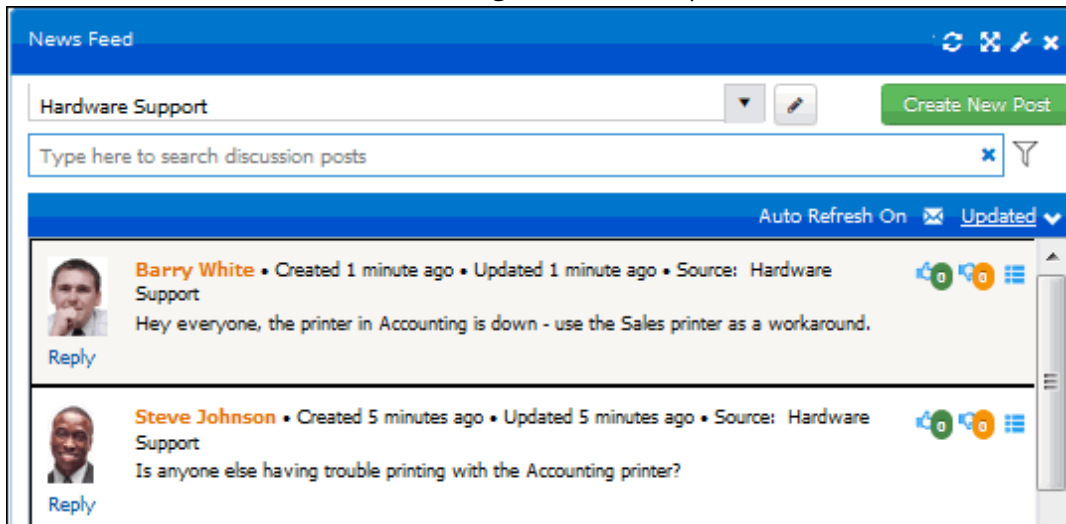 News Feed
Hardware Support
Create New Post
Type here to search discussion posts
Auto Refresh On Updated
Barry White • Created 1 minute ago • Updated 1 minute ago • Source: Hardware
Support
0 0
Hey everyone, the printer in Accounting is down - use the Sales printer as a workaround.
Reply
Steve Johnson • Created 5 minutes ago • Updated 5 minutes ago • Source: Hardware
Support
0 0
Is anyone else having trouble printing with the Accounting printer?
Reply